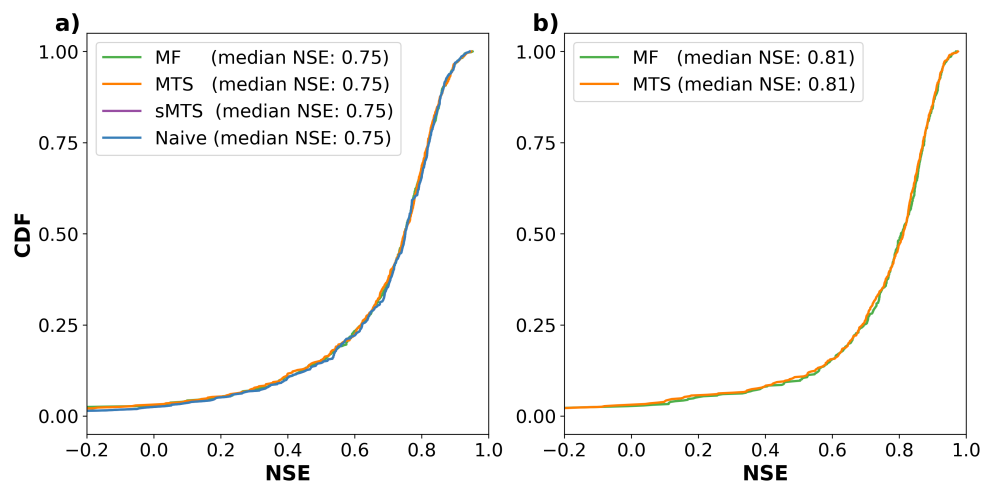 a)
MF (median NSE: 0.75)
MTS (median NSE: 0.75)
sMTS (median NSE: 0.75)
Naive (median NSE: 0.75)
1.00
0.75
0.50
0.25
0.00
CDF
−0.2 0.0 0.2 0.4 0.6 0.8 1.0
NSE
b)
MF (median NSE: 0.81)
MTS (median NSE: 0.81)
1.00
0.75
0.50
0.25
0.00
−0.2 0.0 0.2 0.4 0.6 0.8 1.0
NSE